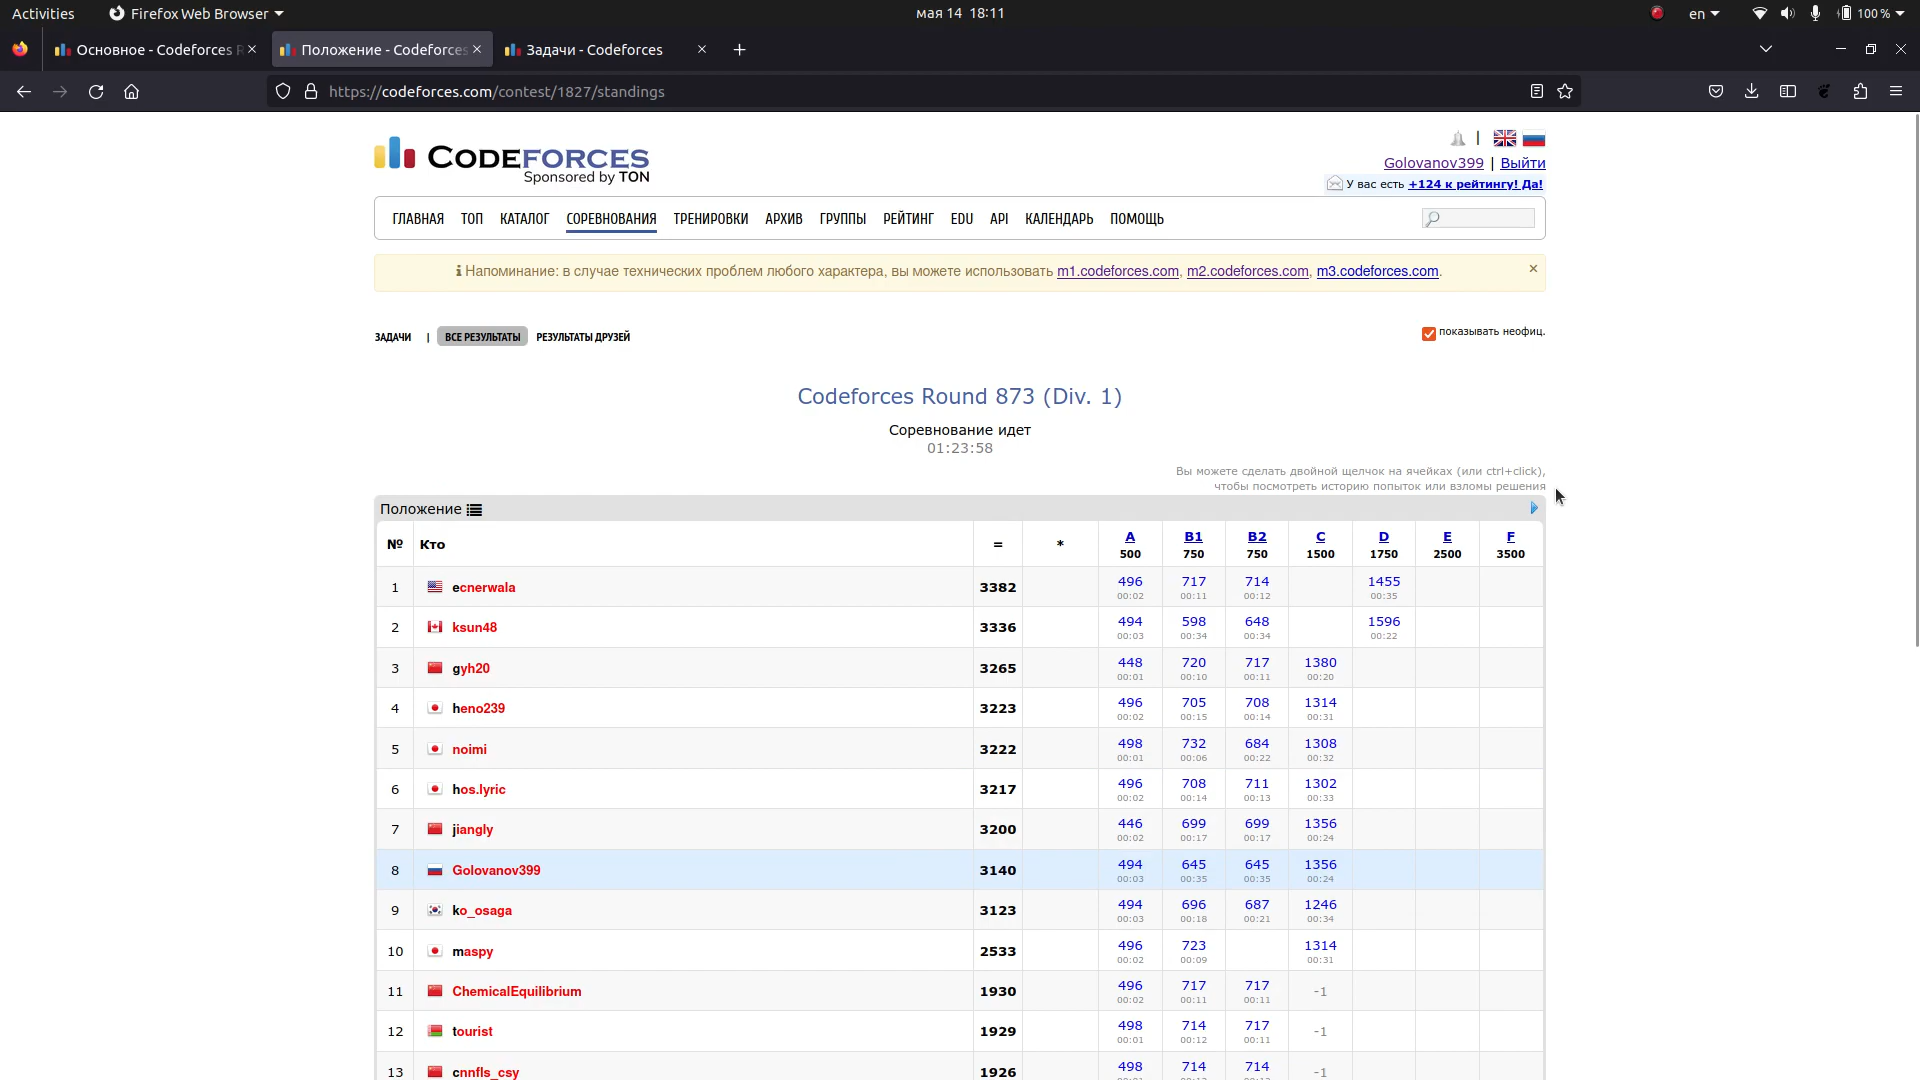 Activities Firefox Web Browser мая 14 18:11 en 100 %
Основное - Codeforces R Положение - Codeforces Задачи - Codeforces
https://codeforces.com/contest/1827/standings
CODEFORCES
Sponsored by TON
|
Golovanov399 | Выйти
У вас есть +124 к рейтингу! Да!
ГЛАВНАЯ ТОП КАТАЛОГ СОРЕВНОВАНИЯ ТРЕНИРОВКИ АРХИВ ГРУППЫ РЕЙТИНГ EDU API КАЛЕНДАРЬ ПОМОЩЬ
Напоминание: в случае технических проблем любого характера, вы можете использовать m1.codeforces.com, m2.codeforces.com, m3.codeforces.com.
ЗАДАЧИ | ВСЕ РЕЗУЛЬТАТЫ РЕЗУЛЬТАТЫ ДРУЗЕЙ показывать неофиц.
Codeforces Round 873 (Div. 1)
Соревнование идет
01:23:58
Вы можете сделать двойной щелчок на ячейках (или ctrl+click),
чтобы посмотреть историю попыток или взломы решения
Положение
№ Кто = * A B1 B2 C D E F
500 750 750 1500 1750 2500 3500
1 ecnerwala 3382 496 717 714 1455
00:02 00:11 00:12 00:35
2 ksun48 3336 494 598 648 1596
00:03 00:34 00:34 00:22
3 gyh20 3265 448 720 717 1380
00:01 00:10 00:11 00:20
4 heno239 3223 496 705 708 1314
00:02 00:15 00:14 00:31
5 noimi 3222 498 732 684 1308
00:01 00:06 00:22 00:32
6 hos.lyric 3217 496 708 711 1302
00:02 00:14 00:13 00:33
7 jiangly 3200 446 699 699 1356
00:02 00:17 00:17 00:24
8 Golovanov399 3140 494 645 645 1356
00:03 00:35 00:35 00:24
9 ko_osaga 3123 494 696 687 1246
00:03 00:18 00:21 00:34
10 maspy 2533 496 723 1314
00:02 00:09 00:31
11 ChemicalEquilibrium 1930 496 717 717 -1
00:02 00:11 00:11
12 tourist 1929 498 714 717 -1
00:01 00:12 00:11
13 cnnfls_csy 1926 498 714 714 -1